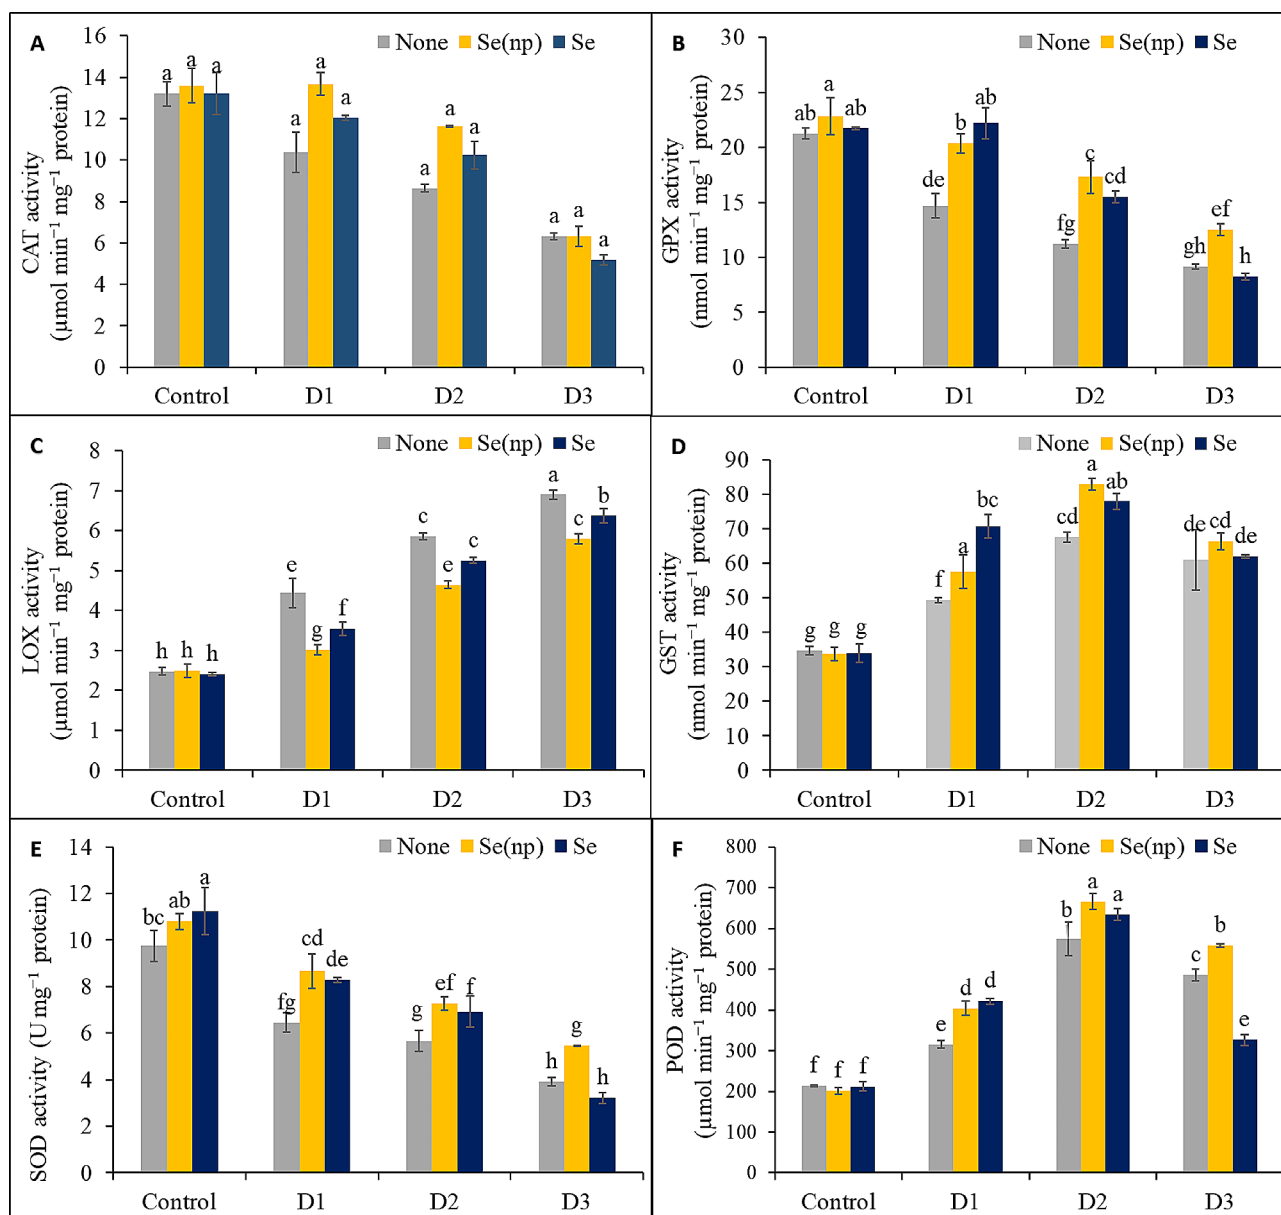 A
None Se(np) Se
CAT activity
(µmol min⁻¹ mg⁻¹ protein)
16
14
12
10
8
6
4
2
0
a a a
a a a
a a a
a a a
Control D1 D2 D3
B
None Se(np) Se
GPX activity
(nmol min⁻¹ mg⁻¹ protein)
30
25
20
15
10
5
0
ab a ab
de b ab
fg c cd
gh ef h
Control D1 D2 D3
C
None Se(np) Se
LOX activity
(µmol min⁻¹ mg⁻¹ protein)
8
7
6
5
4
3
2
1
0
h h h
e g f
c e c
a c b
Control D1 D2 D3
D
None Se(np) Se
GST activity
(nmol min⁻¹ mg⁻¹ protein)
90
80
70
60
50
40
30
20
10
0
g g g
f a bc
cd a ab
de cd de
Control D1 D2 D3
E
None Se(np) Se
SOD activity (U mg⁻¹ protein)
14
12
10
8
6
4
2
0
bc ab a
fg cd de
g ef f
h g h
Control D1 D2 D3
F
None Se(np) Se
POD activity
(µmol min⁻¹ mg⁻¹ protein)
800
700
600
500
400
300
200
100
0
f f f
e d d
b a a
c b e
Control D1 D2 D3